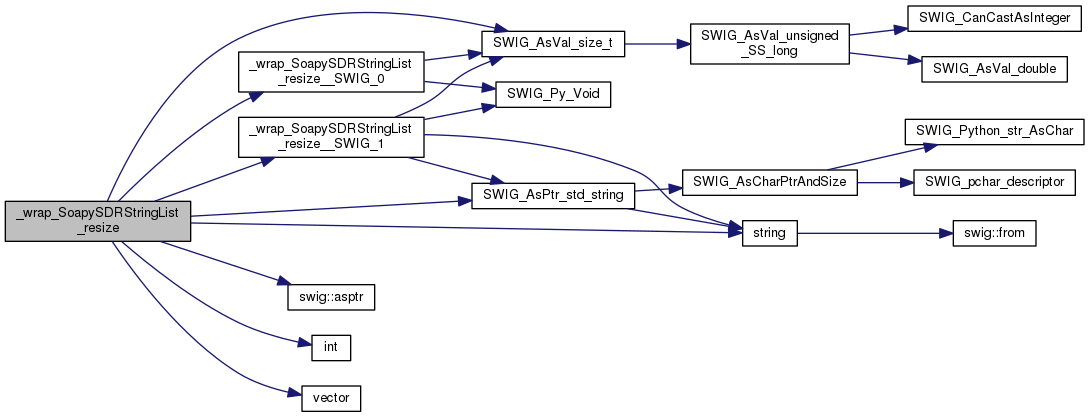 _wrap_SoapySDRStringList
_resize
_wrap_SoapySDRStringList
_resize__SWIG_0
_wrap_SoapySDRStringList
_resize__SWIG_1
swig::asptr
int
vector
SWIG_AsVal_size_t
SWIG_Py_Void
SWIG_AsPtr_std_string
SWIG_AsVal_unsigned
_SS_long
SWIG_AsCharPtrAndSize
string
SWIG_CanCastAsInteger
SWIG_AsVal_double
SWIG_Python_str_AsChar
SWIG_pchar_descriptor
swig::from